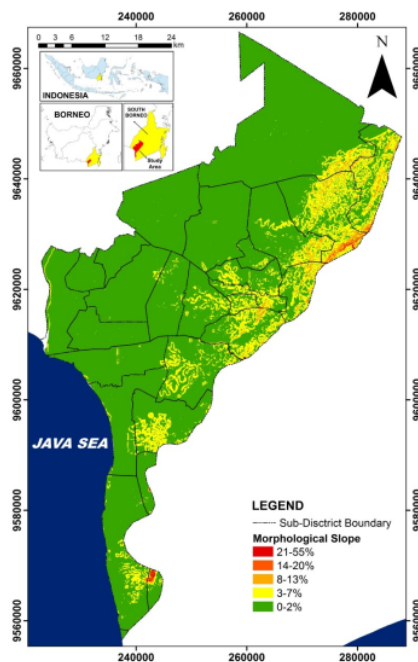 240000 260000 280000
0 3 6 12 18 24
km
N
INDONESIA
BORNEO
SOUTH
BORNEO
Study
Area
9660000
9640000
9620000
9600000
9580000
9560000
9660000
9640000
9620000
9600000
9580000
9560000
JAVA SEA
LEGEND
Sub-Disctrict Boundary
Morphological Slope
21-55%
14-20%
8-13%
3-7%
0-2%
240000 260000 280000